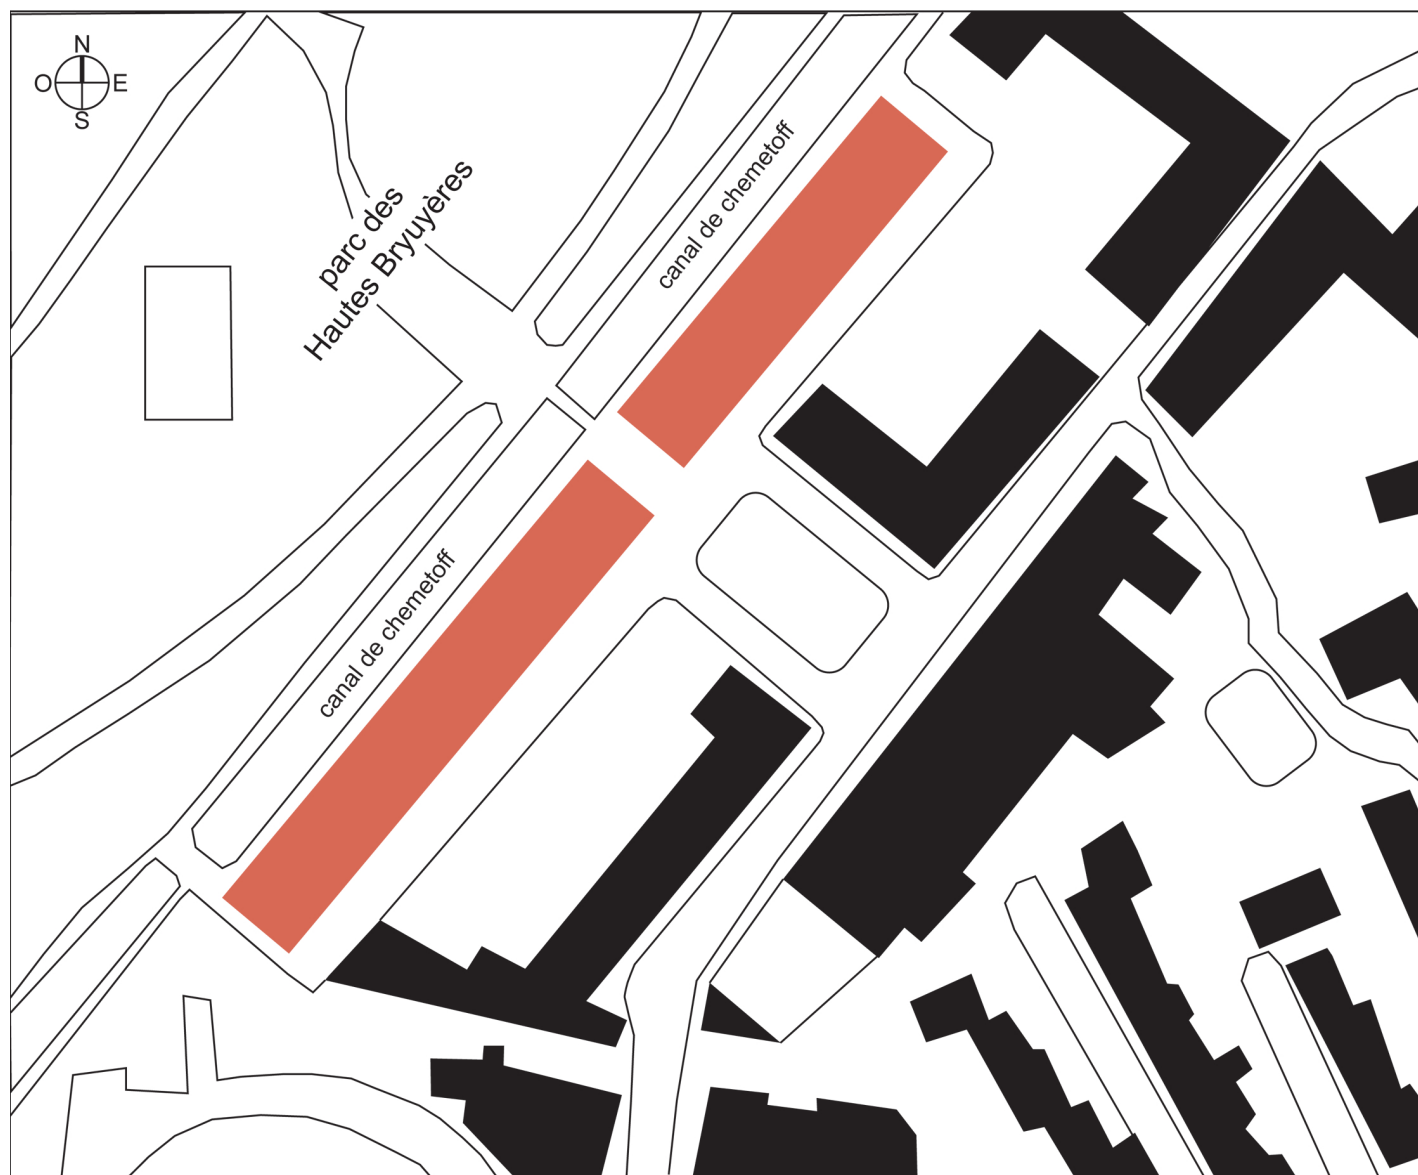 N
O E
S
parc des
Hautes Bryuyères
canal de chemetoff
canal de chemetoff